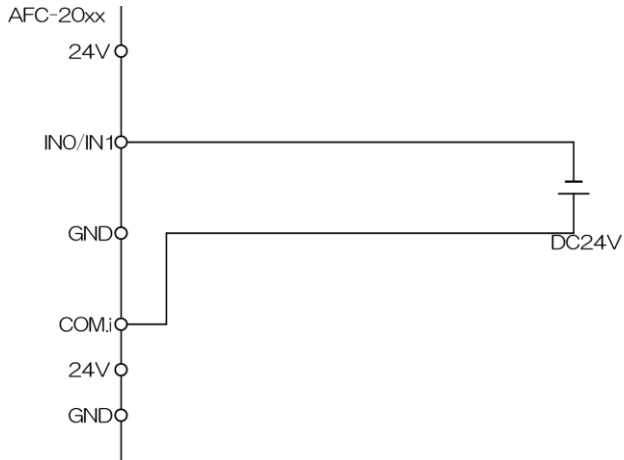 AFC-20xx
24V
IN0/IN1
GND
DC24V
COM.i
24V
GND